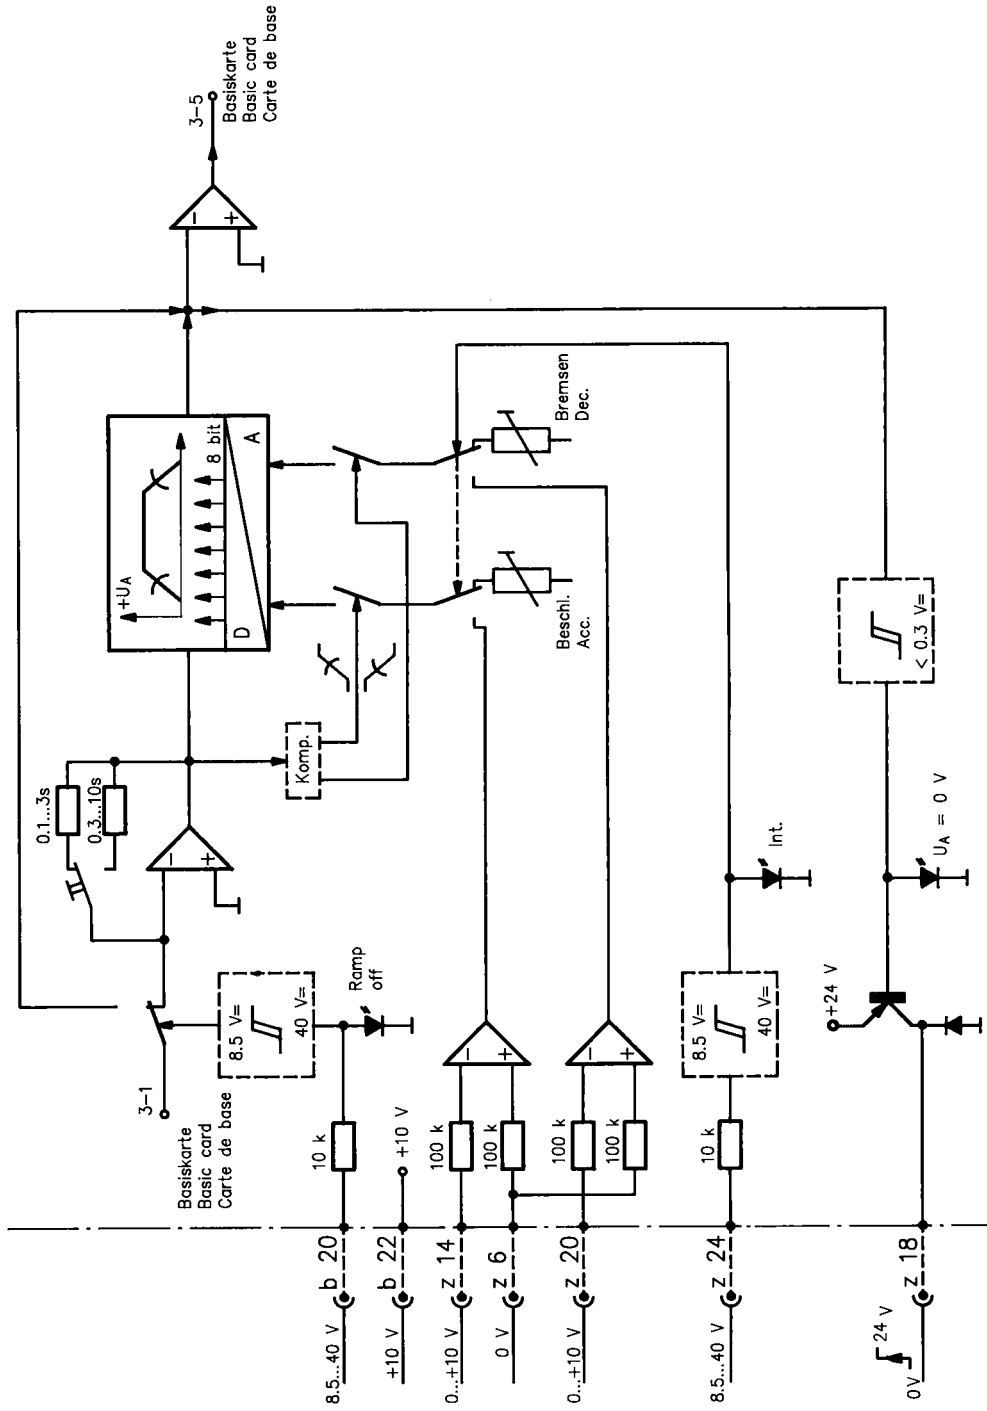 3-5
Basiskarte
Basic card
Carte de base
+UA
8 bit
D
A
0.1...3s
0.3...10s
-
+
-
+
Komp.
Bremsen
Dec.
Beschl.
Acc.
3-1
Basiskarte
Basic card
Carte de base
8.5 V=
40 V=
Ramp
off
10 k
+10 V
100 k
100 k
100 k
100 k
-
+
-
+
10 k
8.5 V=
40 V=
Int.
< 0.3 V=
UA = 0 V
+24 V
8.5...40 V
b 20
+10 V
b 22
0...+10 V
z 14
0 V
z 6
0...+10 V
z 20
8.5...40 V
z 24
0V
24 V
z 18